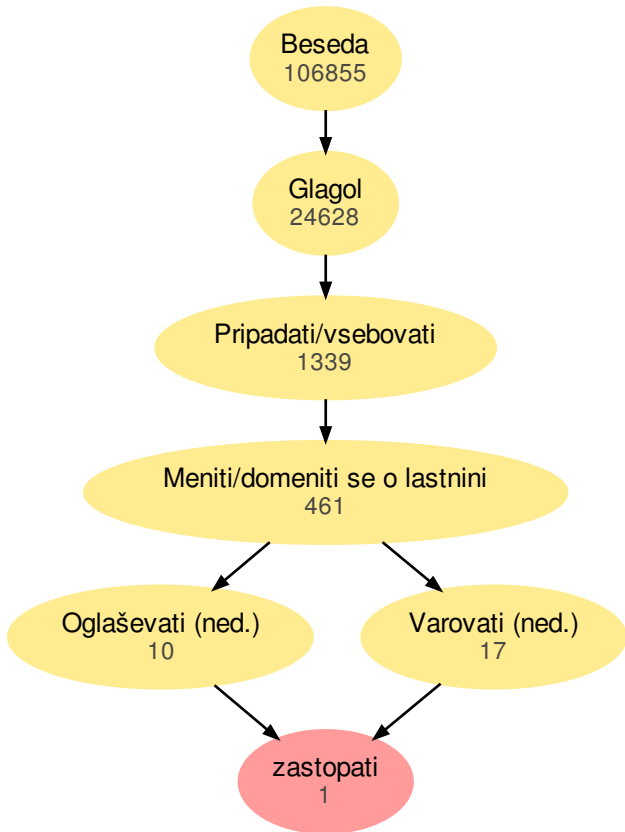 Beseda
106855
Glagol
24628
Pripadati/vsebovati
1339
Meniti/domeniti se o lastnini
461
Oglaševati (ned.)
10
Varovati (ned.)
17
zastopati
1